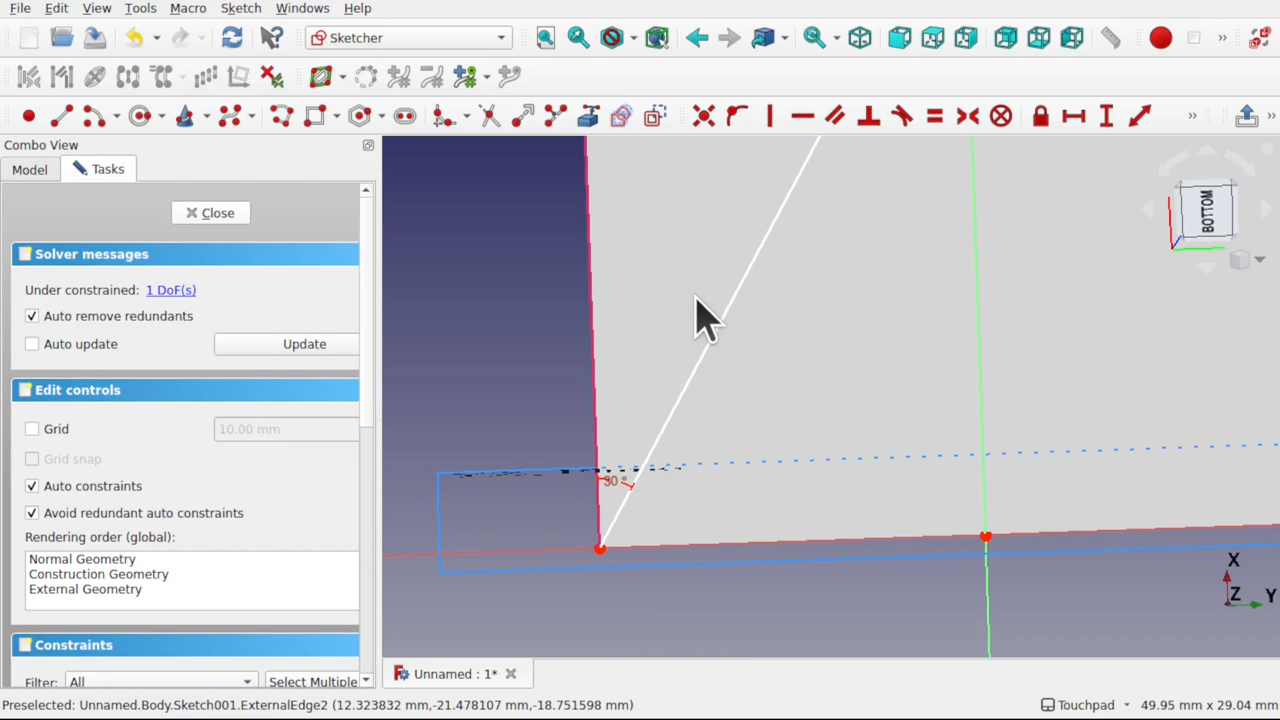 File Edit View Tools Macro Sketch Windows Help
Sketcher
Combo View
Model Tasks
Close
Solver messages
Under constrained: 1 DoF(s)
Auto remove redundants
Auto update Update
Edit controls
Grid 10.00 mm
Grid snap
Auto constraints
Avoid redundant auto constraints
Rendering order (global):
Normal Geometry
Construction Geometry
External Geometry
Constraints
Filter: All Select Multiple
BOTTOM
30 °
X
Z Y
Unnamed : 1*
Preselected: Unnamed.Body.Sketch001.ExternalEdge2 (12.323832 mm,-21.478107 mm,-18.751598 mm) Touchpad 49.95 mm x 29.04 mm